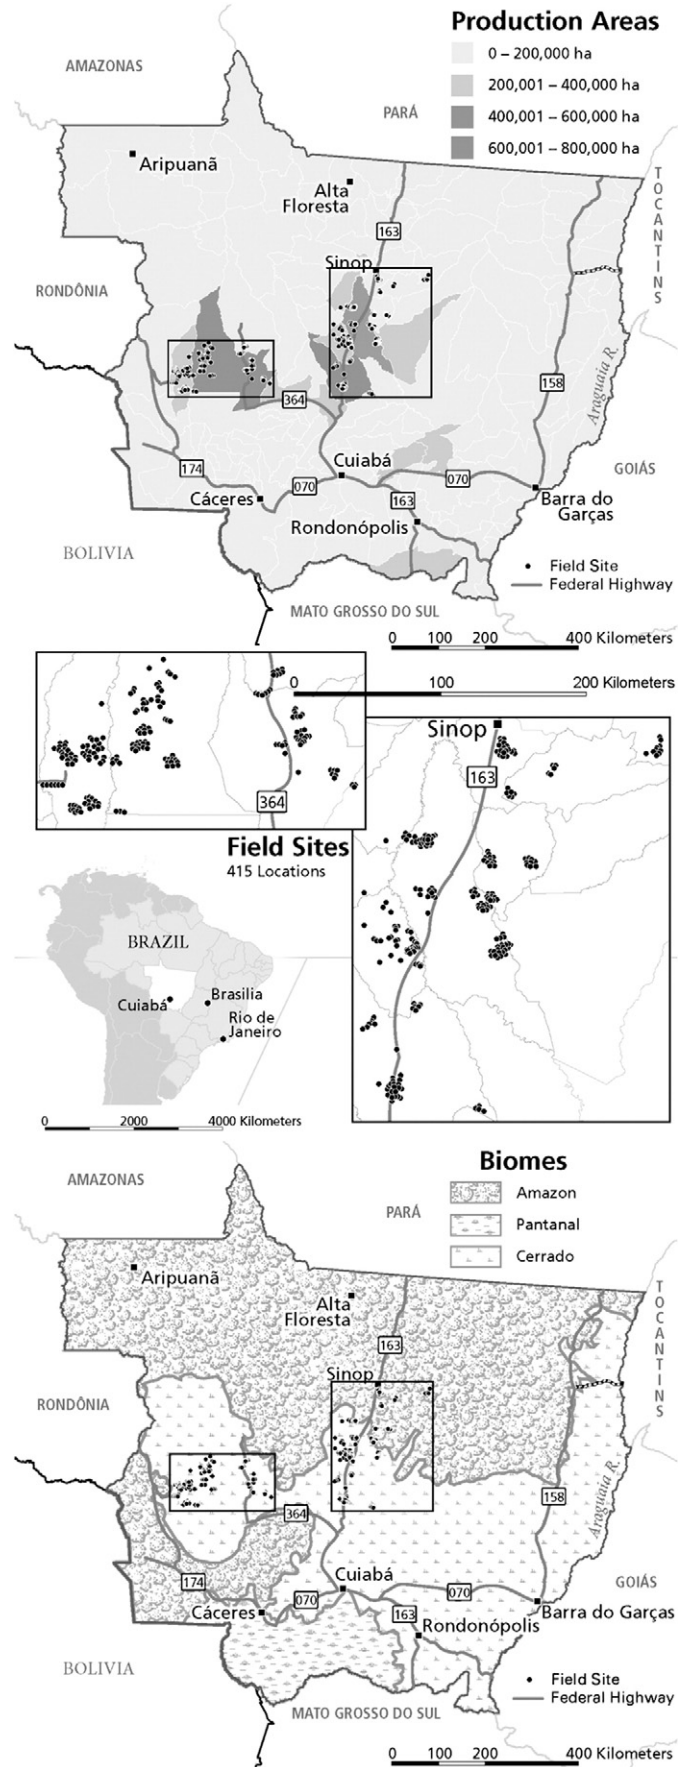 Production Areas
0 – 200,000 ha
200,001 – 400,000 ha
400,001 – 600,000 ha
600,001 – 800,000 ha
AMAZONAS
PARÁ
Aripuanã
Alta
Floresta
TOCANTINS
163
Sinop
RONDÔNIA
158
Araguaia R.
364
174
Cuiabá
070
070
GOIÁS
Cáceres
163
Barra do
Garças
Rondonópolis
BOLIVIA
Field Site
Federal Highway
MATO GROSSO DO SUL
0 100 200 400 Kilometers
0 100 200 Kilometers
Sinop
163
364
Field Sites
415 Locations
BRAZIL
Cuiabá
Brasilia
Rio de
Janeiro
0 2000 4000 Kilometers
Biomes
Amazon
Pantanal
Cerrado
AMAZONAS
PARÁ
Aripuanã
Alta
Floresta
TOCANTINS
163
Sinop
RONDÔNIA
158
Araguaia R.
364
174
Cuiabá
070
070
GOIÁS
Cáceres
163
Barra do Garças
Rondonópolis
BOLIVIA
Field Site
Federal Highway
MATO GROSSO DO SUL
0 100 200 400 Kilometers